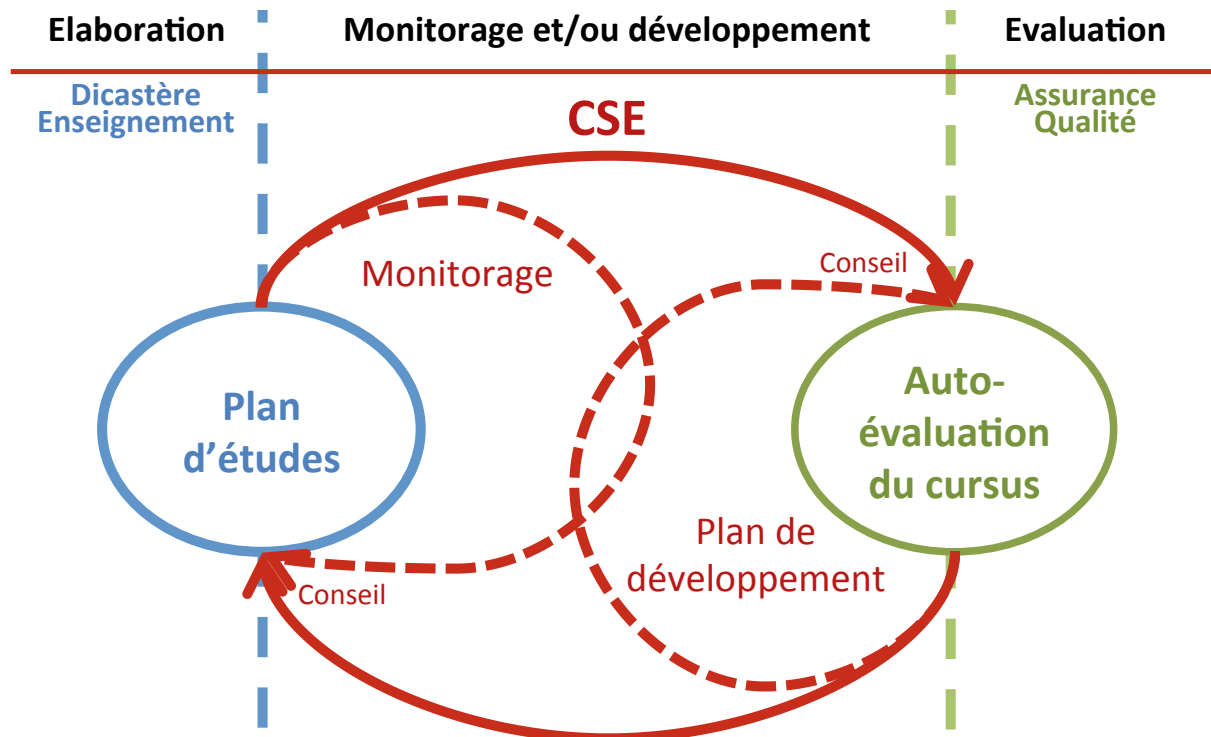 Elaboration
Monitorage et/ou développement
Evaluation
Dicastère
Enseignement
CSE
Assurance
Qualité
Monitorage
Conseil
Plan
d’études
Auto-
évaluation
du cursus
Plan de
développement
Conseil